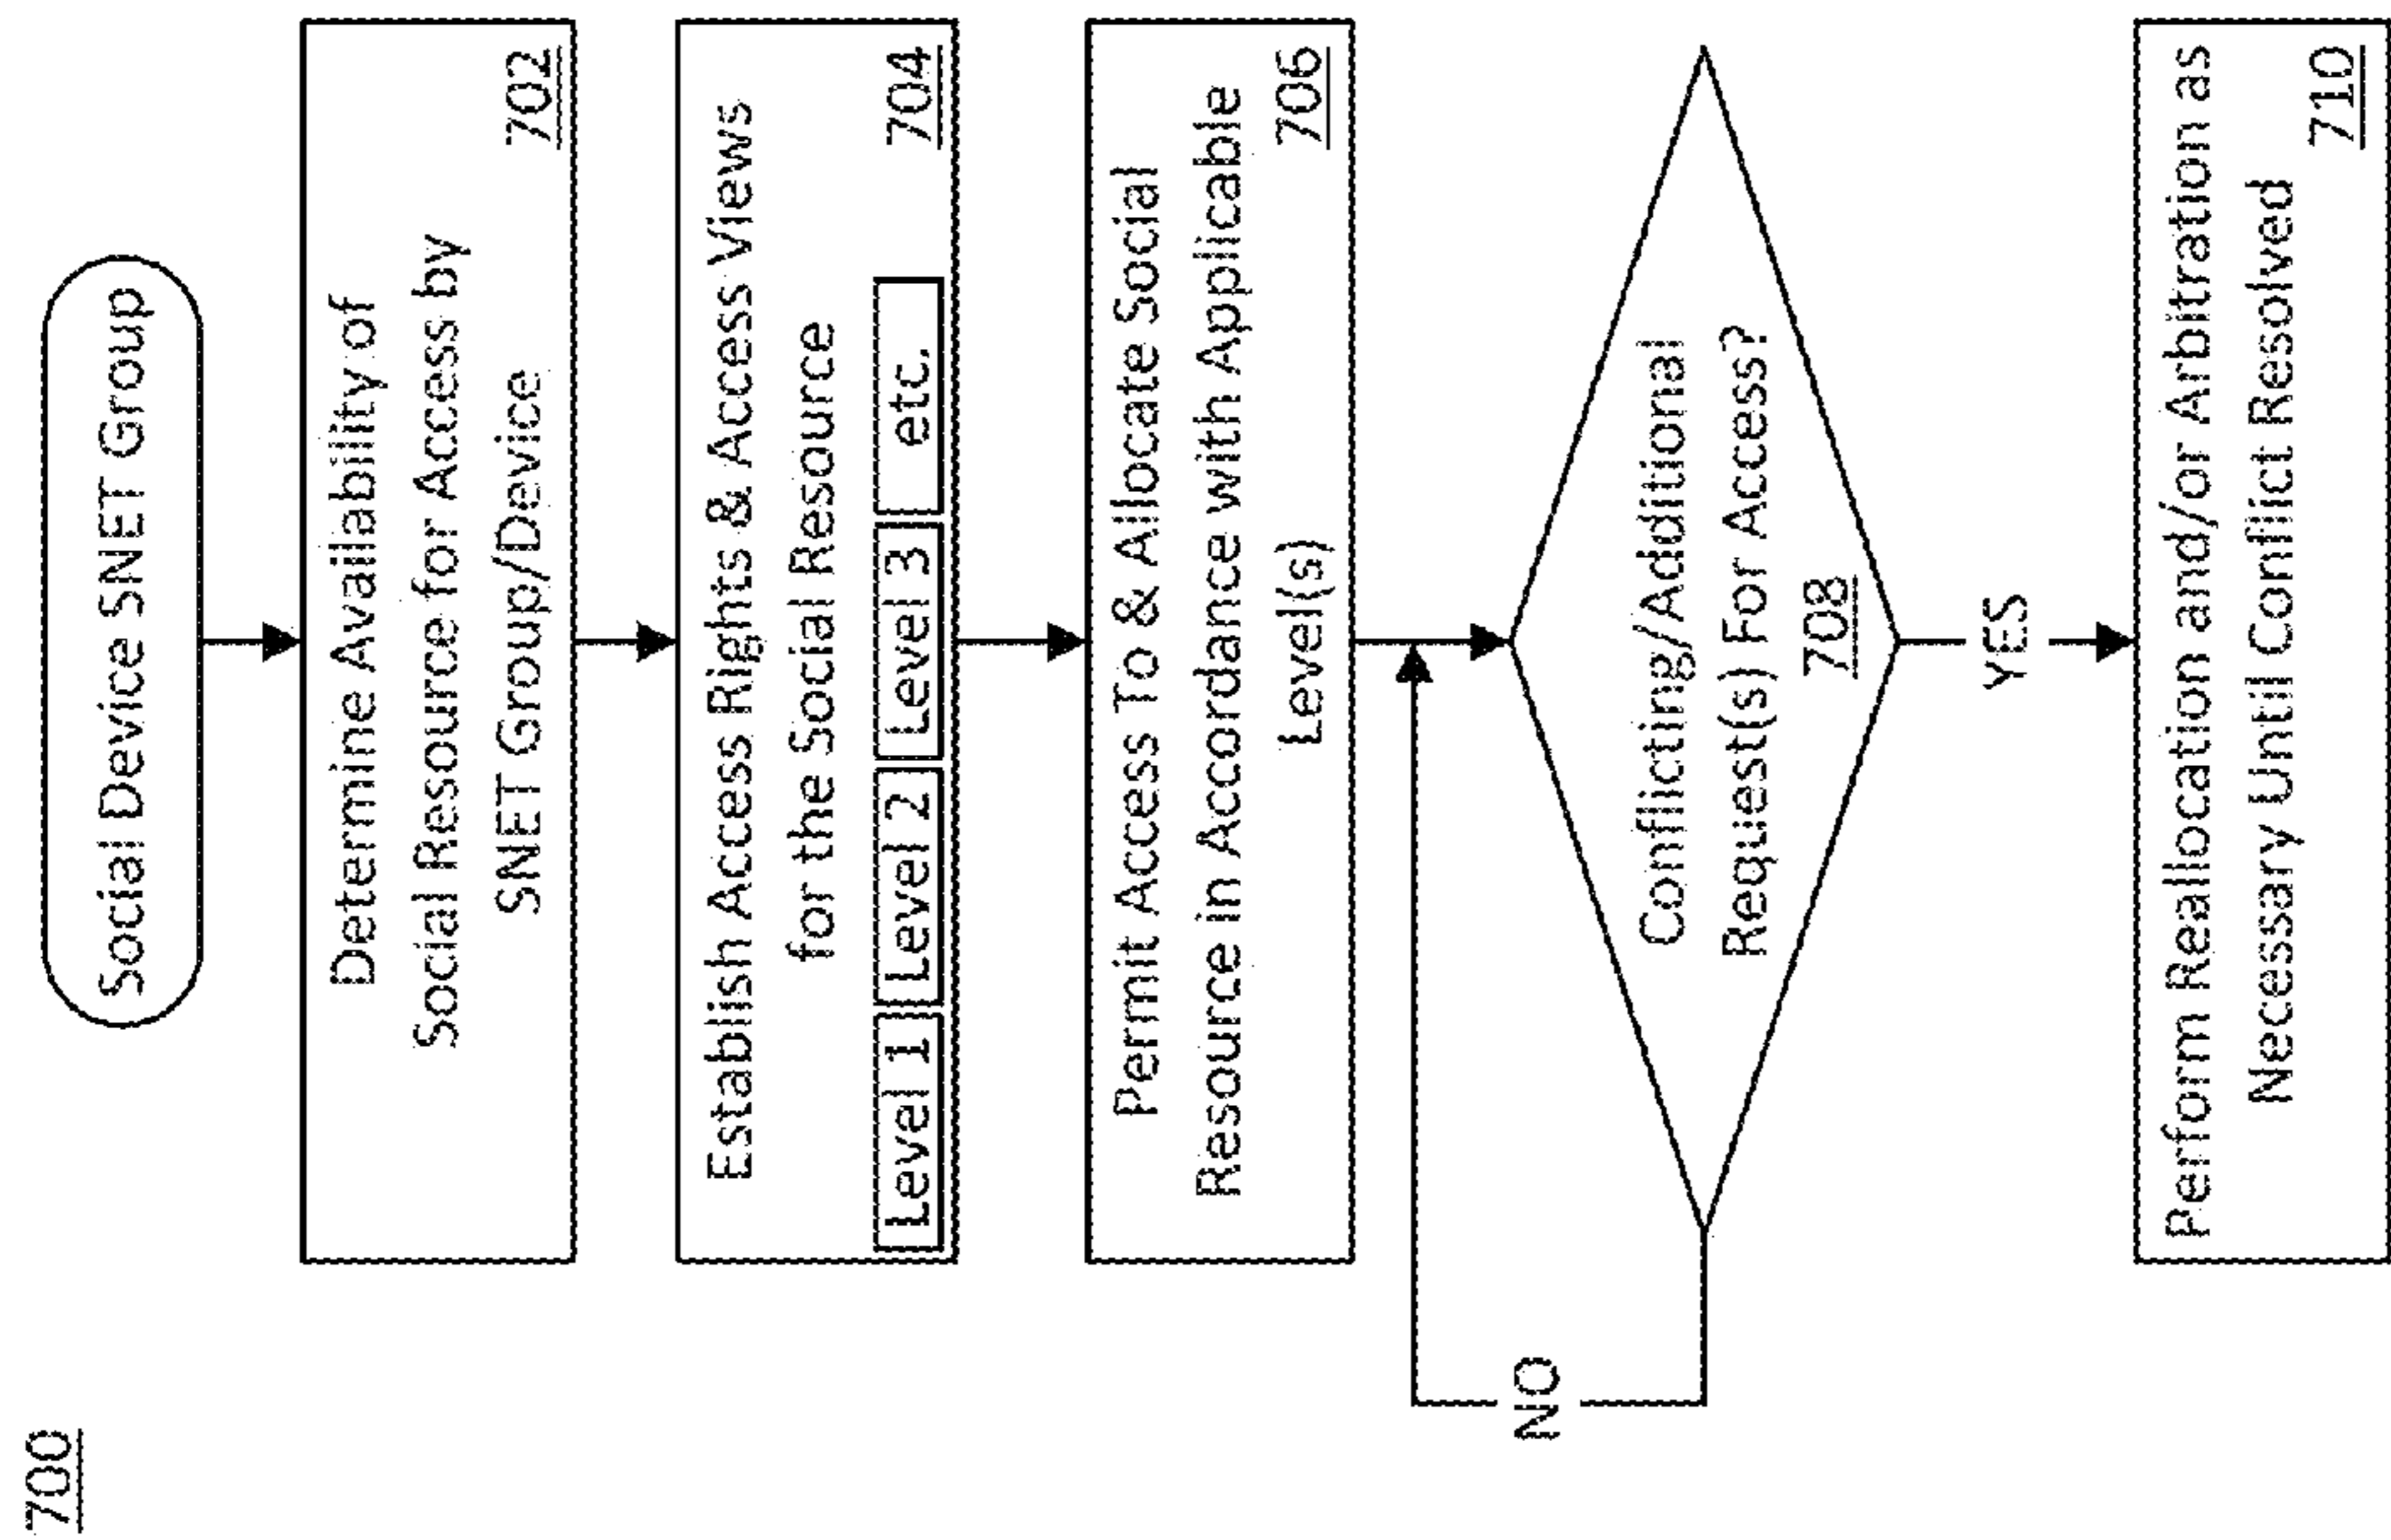 700
Social Device SNET Group
Determine Availability of
Social Resource for Access by
SNET Group/Device
702
Establish Access Rights & Access Views
for the Social Resource
704
Level 1
Level 2
Level 3
etc.
Permit Access To & Allocate Social
Resource in Accordance with Applicable
Level(s)
706
Conflicting/Additional
Request(s) For Access?
708
NO
YES
Perform Reallocation and/or Arbitration as
Necessary Until Conflict Resolved
710